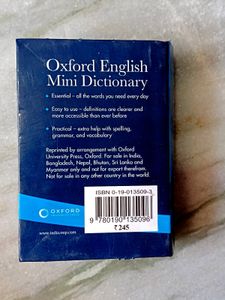 Oxford English
Mini Dictionary
• Essential – all the words you need every day
• Easy to use – definitions are clearer and
more accessible than ever before
• Practical – extra help with spelling,
grammar, and vocabulary
Reprinted by arrangement with Oxford
University Press, Oxford. For sale in India,
Bangladesh, Nepal, Bhutan, Sri Lanka and
Myanmar only and not for export therefrom.
Not for sale in any other country in the world.
ISBN 0-19-013509-3
9 780190 135096
₹ 245
OXFORD
www.india.oup.com